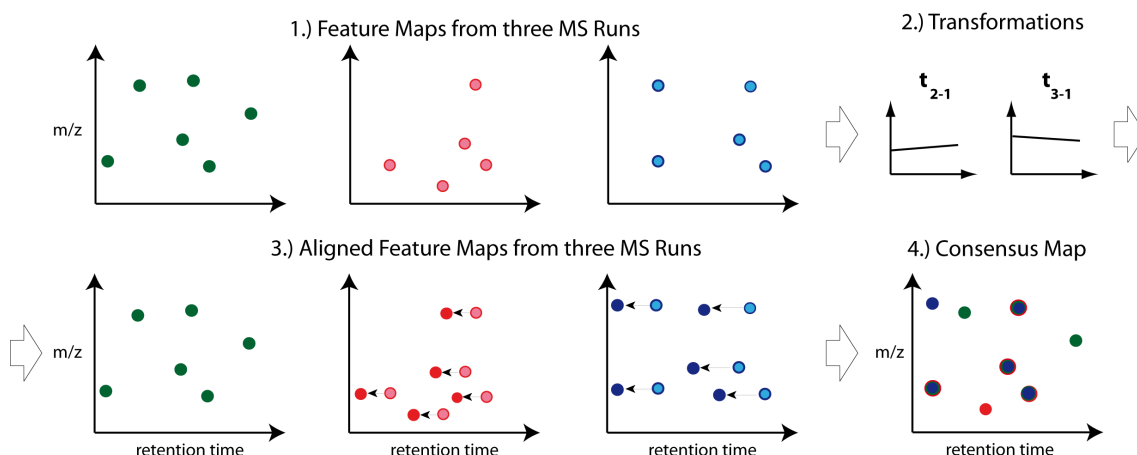 1.) Feature Maps from three MS Runs
2.) Transformations
m/z
t2-1
t3-1
3.) Aligned Feature Maps from three MS Runs
4.) Consensus Map
m/z
m/z
retention time
retention time
retention time
retention time